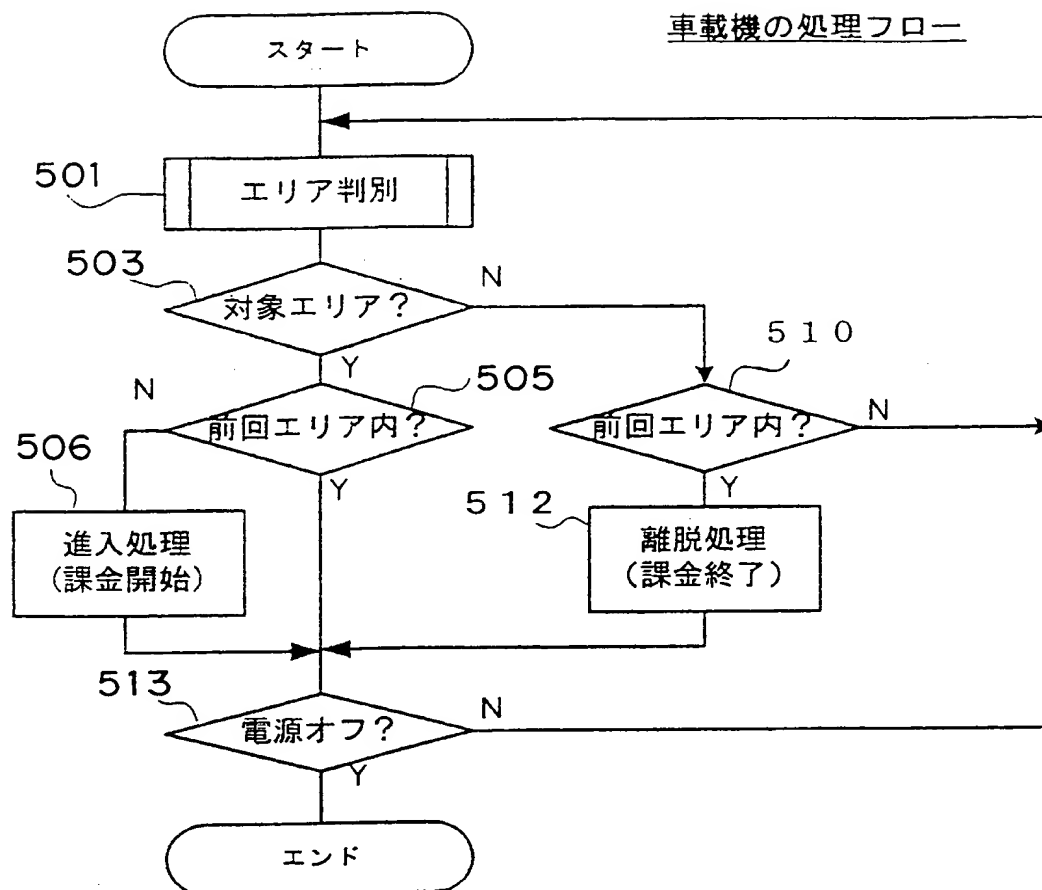 車載機の処理フロー
スタート
501
エリア判別
503
対象エリア?
N
Y
510
505
N
前回エリア内?
Y
前回エリア内?
N
Y
506
進入処理
(課金開始)
512
離脱処理
(課金終了)
513
電源オフ?
N
Y
エンド